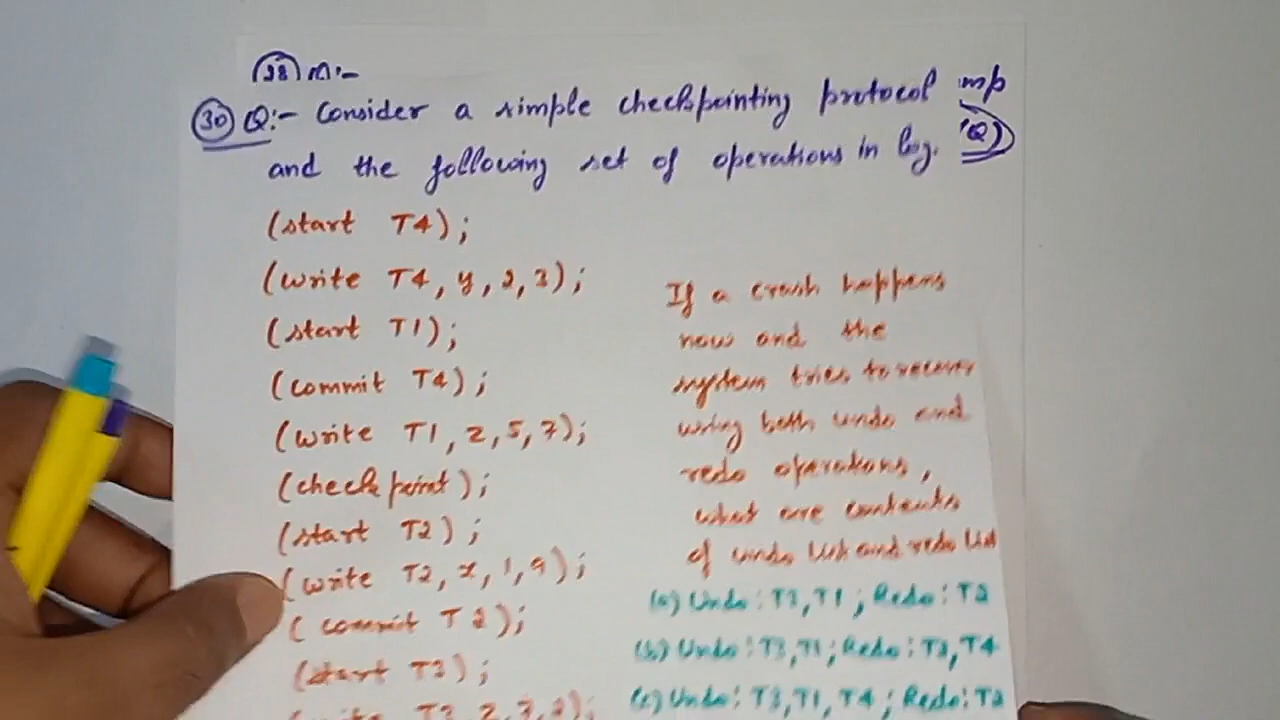 28) M:-
30 Q:- Consider a simple checkpointing protocol imp
and the following set of operations in log. (Q)
(start T4);
(write T4, y, 2, 3);
(start T1);
(commit T4);
(write T1, z, 5, 7);
(checkpoint);
(start T2);
(write T2, x, 1, 9);
(commit T2);
(start T3);
(write T3, z, 7, 2);
If a crash happens
now and the
system tries to recover
using both undo and
redo operations,
what are contents
of undo list and redo list
(a) Undo: T3, T1; Redo: T2
(b) Undo: T3, T1; Redo: T2, T4
(c) Undo: T3, T1, T4; Redo: T2